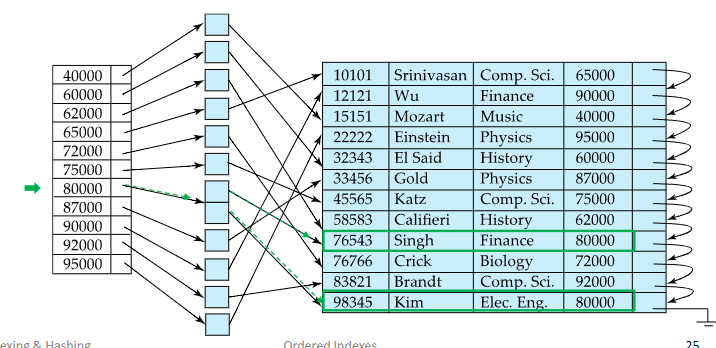 40000
60000
62000
65000
72000
75000
80000
87000
90000
92000
95000
10101 Srinivasan Comp. Sci. 65000
12121 Wu Finance 90000
15151 Mozart Music 40000
22222 Einstein Physics 95000
32343 El Said History 60000
33456 Gold Physics 87000
45565 Katz Comp. Sci. 75000
58583 Califieri History 62000
76543 Singh Finance 80000
76766 Crick Biology 72000
83821 Brandt Comp. Sci. 92000
98345 Kim Elec. Eng. 80000
exing & Hashing Ordered Indexes 25